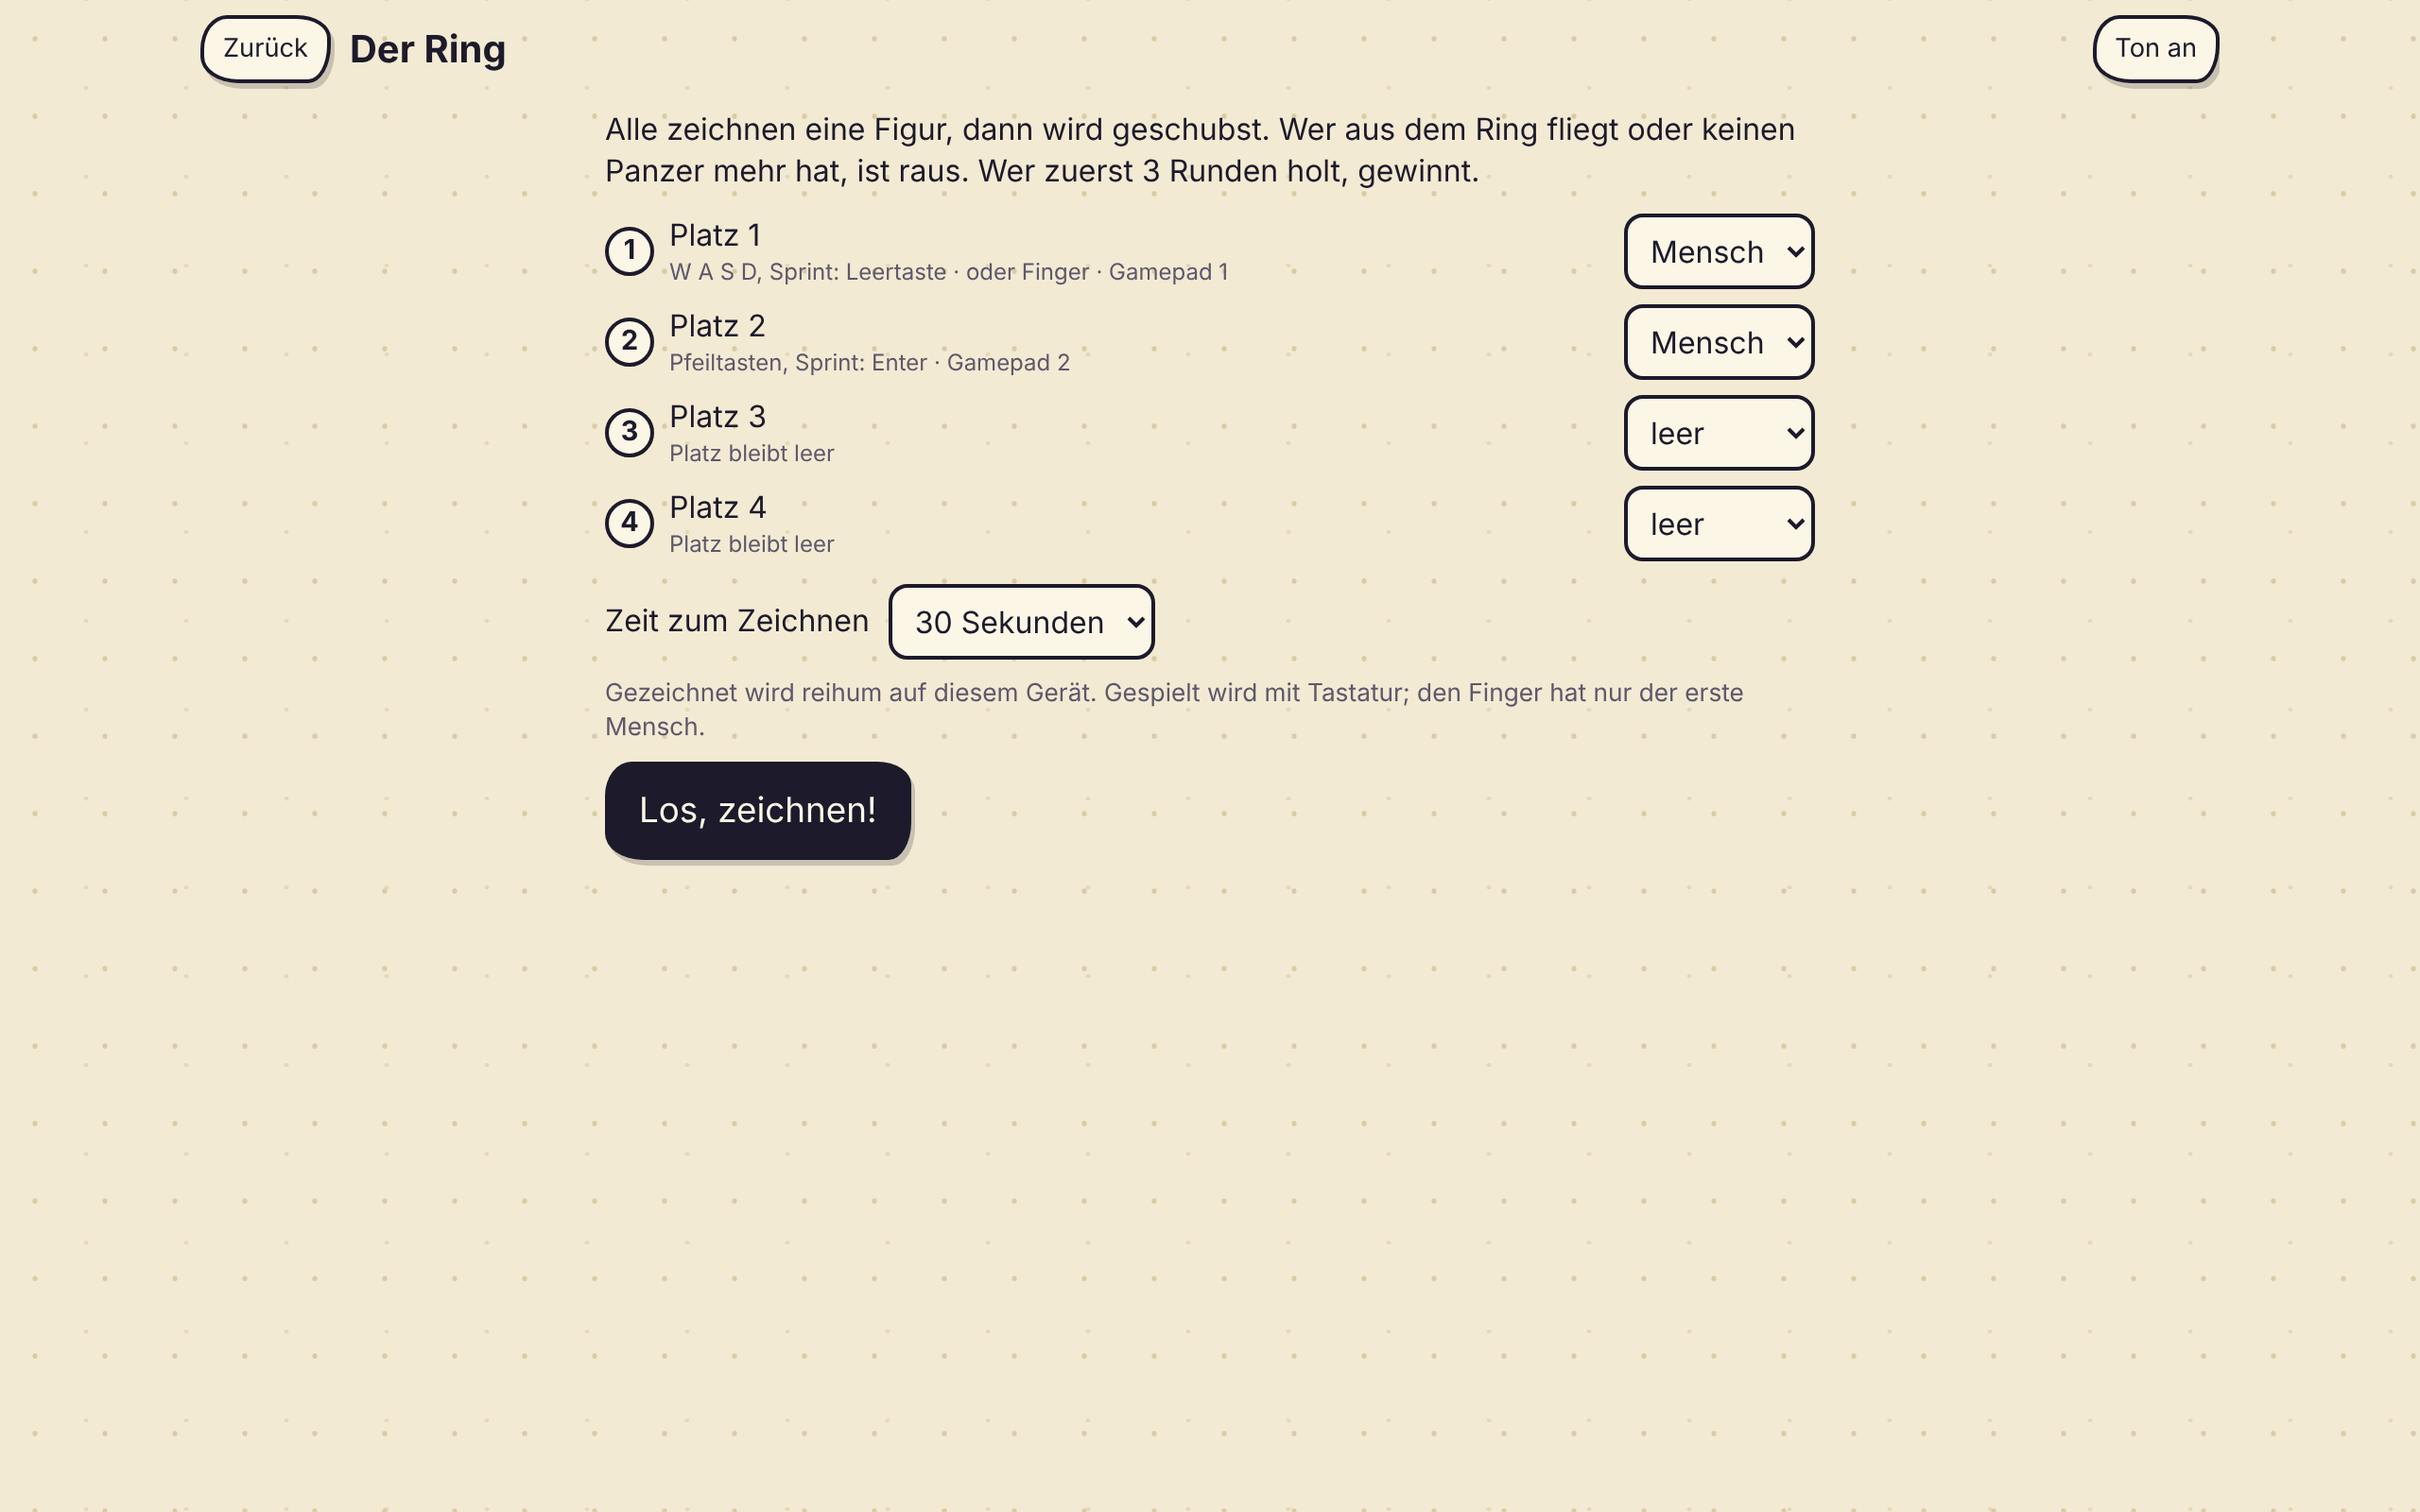 Zurück
Der Ring
Ton an
Alle zeichnen eine Figur, dann wird geschubst. Wer aus dem Ring fliegt oder keinen
Panzer mehr hat, ist raus. Wer zuerst 3 Runden holt, gewinnt.
1
Platz 1
Mensch
W A S D, Sprint: Leertaste · oder Finger · Gamepad 1
2
Platz 2
Mensch
Pfeiltasten, Sprint: Enter · Gamepad 2
3
Platz 3
leer
Platz bleibt leer
4
Platz 4
leer
Platz bleibt leer
Zeit zum Zeichnen
30 Sekunden
Gezeichnet wird reihum auf diesem Gerät. Gespielt wird mit Tastatur; den Finger hat nur der erste
Mensch.
Los, zeichnen!